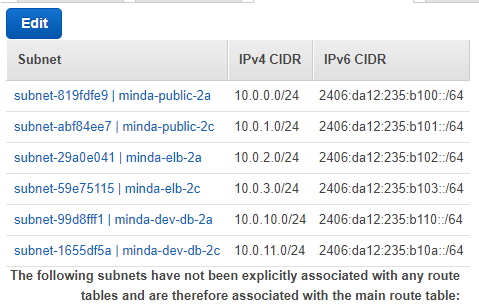 Edit
Subnet IPv4 CIDR IPv6 CIDR
subnet-819fdfe9 | minda-public-2a 10.0.0.0/24 2406:da12:235:b100::/64
subnet-abf84ee7 | minda-public-2c 10.0.1.0/24 2406:da12:235:b101::/64
subnet-29a0e041 | minda-elb-2a 10.0.2.0/24 2406:da12:235:b102::/64
subnet-59e75115 | minda-elb-2c 10.0.3.0/24 2406:da12:235:b103::/64
subnet-99d8fff1 | minda-dev-db-2a 10.0.10.0/24 2406:da12:235:b110::/64
subnet-1655df5a | minda-dev-db-2c 10.0.11.0/24 2406:da12:235:b10a::/64
The following subnets have not been explicitly associated with any route
tables and are therefore associated with the main route table: